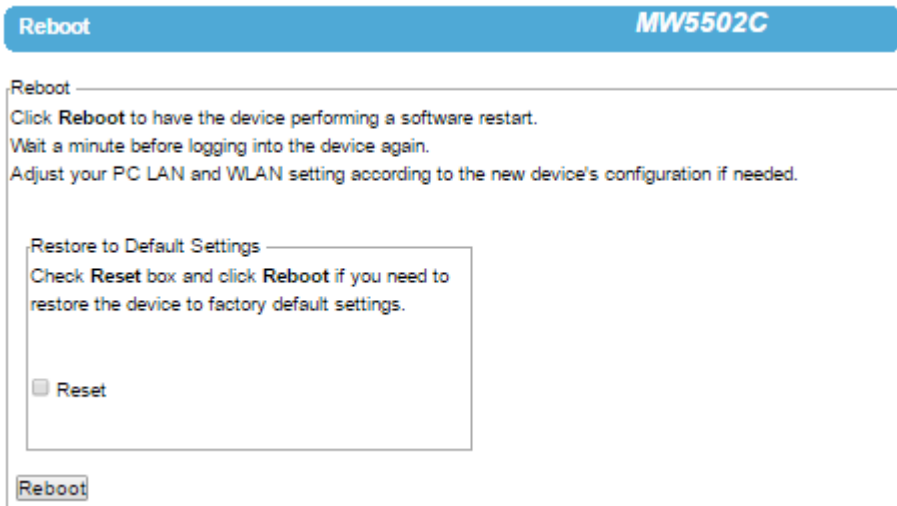 Reboot
MW5502C
Reboot
Click Reboot to have the device performing a software restart.
Wait a minute before logging into the device again.
Adjust your PC LAN and WLAN setting according to the new device's configuration if needed.
Restore to Default Settings
Check Reset box and click Reboot if you need to
restore the device to factory default settings.
Reset
Reboot